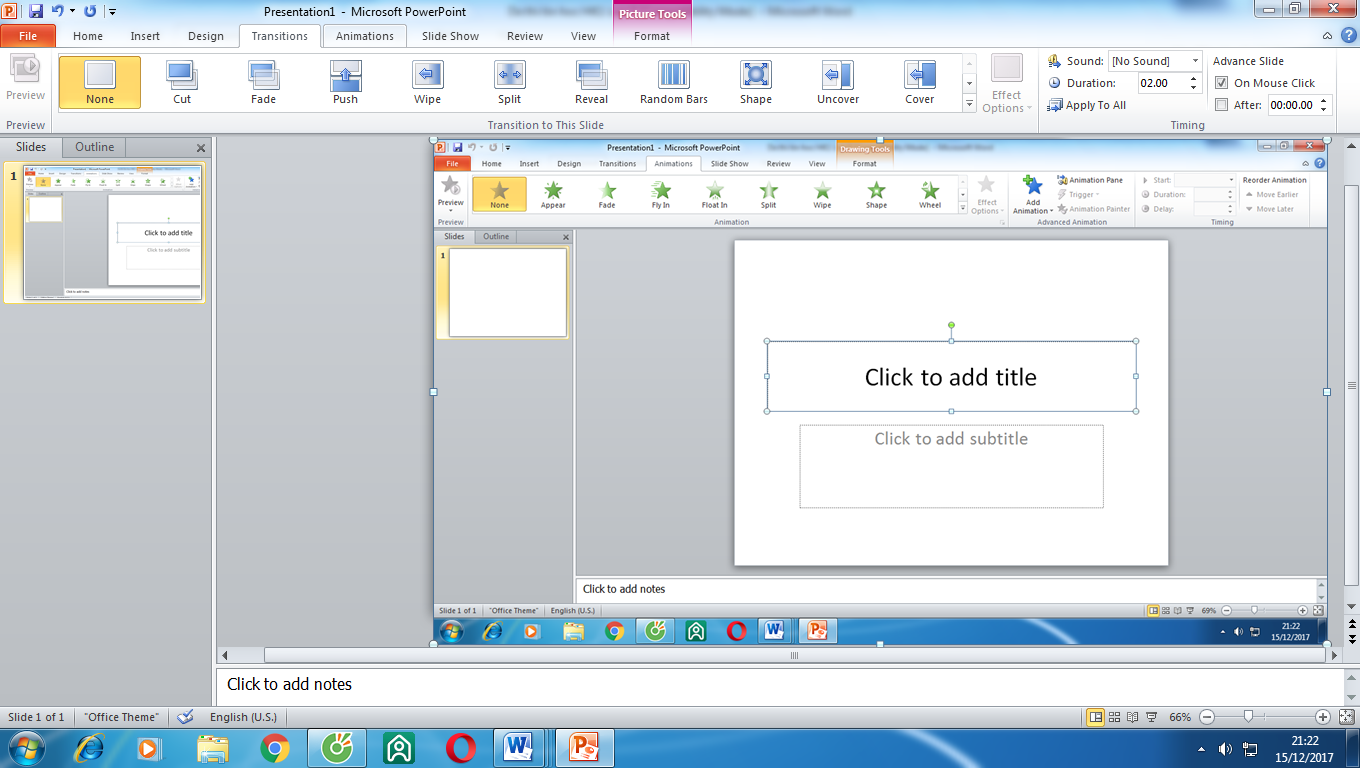 Presentation1 - Microsoft PowerPoint
Picture Tools
File Home Insert Design Transitions Animations Slide Show Review View Format
Preview
None Cut Fade Push Wipe Split Reveal Random Bars Shape Uncover Cover
Effect Options
Sound: [No Sound]
Duration: 02.00
Apply To All
Advance Slide
On Mouse Click
After: 00:00.00
Preview Transition to This Slide Timing
Slides Outline
1
Click to add title
Click to add subtitle
Presentation1 - Microsoft PowerPoint
Drawing Tools
File Home Insert Design Transitions Animations Slide Show Review View Format
Preview
None Appear Fade Fly In Float In Split Wipe Shape Wheel
Effect Options
Add Animation
Animation Pane
Trigger
Animation Painter
Start:
Duration:
Delay:
Reorder Animation
Move Earlier
Move Later
Preview Animation Advanced Animation Timing
Slides Outline
1
Click to add title
Click to add subtitle
Click to add notes
Slide 1 of 1 "Office Theme" English (U.S.) 69%
21:22
15/12/2017
Click to add notes
Slide 1 of 1 "Office Theme" English (U.S.) 66%
21:22
15/12/2017